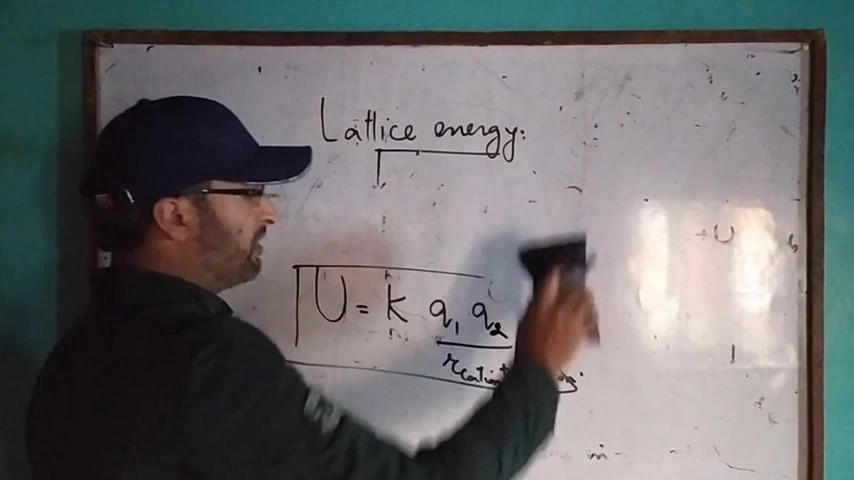 Lattice energy:
+U
U = K q₁ q₂